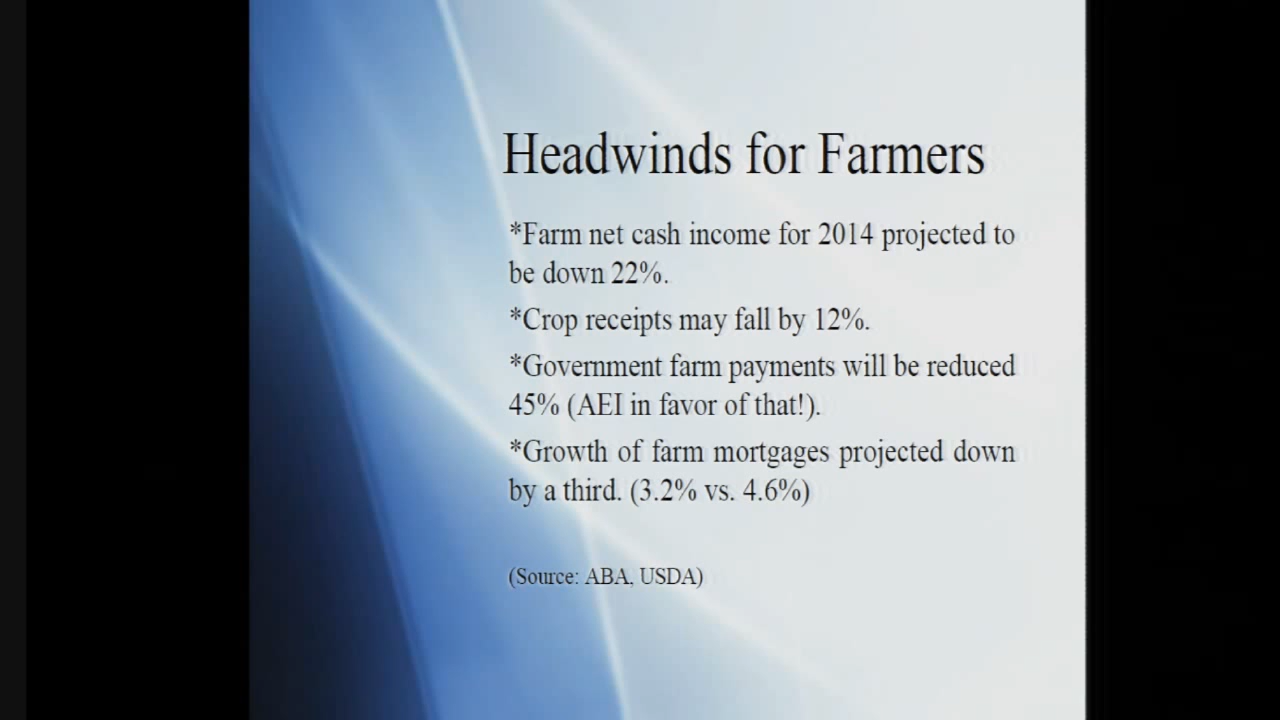 Headwinds for Farmers
*Farm net cash income for 2014 projected to
be down 22%.
*Crop receipts may fall by 12%.
*Government farm payments will be reduced
45% (AEI in favor of that!).
*Growth of farm mortgages projected down
by a third. (3.2% vs. 4.6%)
(Source: ABA, USDA)